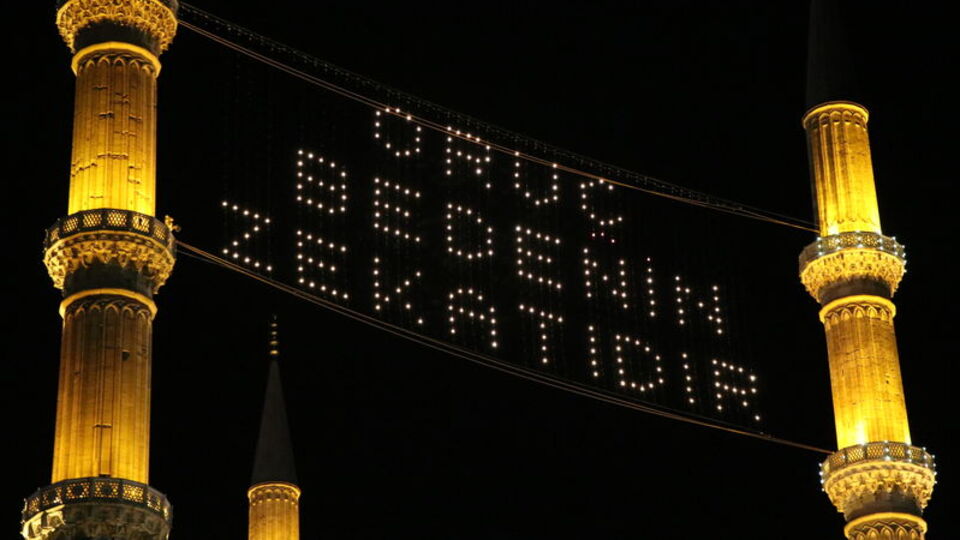 ORUÇ
BEDENİN
ZEKATIDIR